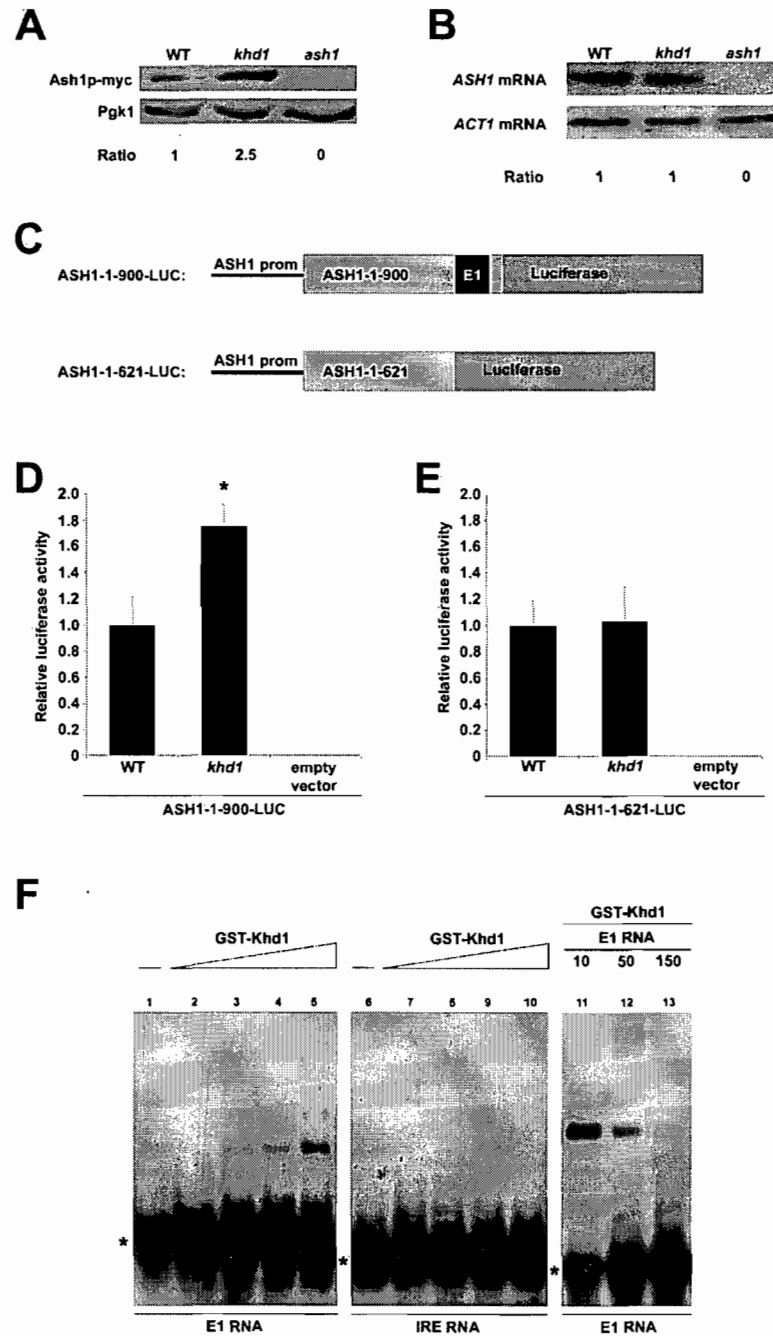 A
WT khd1 ash1
Ash1p-myc
Pgk1
Ratio 1 2.5 0
B
WT khd1 ash1
ASH1 mRNA
ACT1 mRNA
Ratio 1 1 0
C
ASH1-1-900-LUC: ASH1 prom ASH1-1-900 E1 Luciferase
ASH1-1-621-LUC: ASH1 prom ASH1-1-621 Luciferase
D
Relative luciferase activity
2.0
1.8
1.6
1.4
1.2
1.0
0.8
0.6
0.4
0.2
0
*
WT khd1 empty
vector
ASH1-1-900-LUC
E
Relative luciferase activity
2.0
1.8
1.6
1.4
1.2
1.0
0.8
0.6
0.4
0.2
0
WT khd1 empty
vector
ASH1-1-621-LUC
F
GST-Khd1
1 2 3 4 5
*
E1 RNA
GST-Khd1
6 7 8 9 10
*
IRE RNA
GST-Khd1
E1 RNA
10 50 150
11 12 13
*
E1 RNA